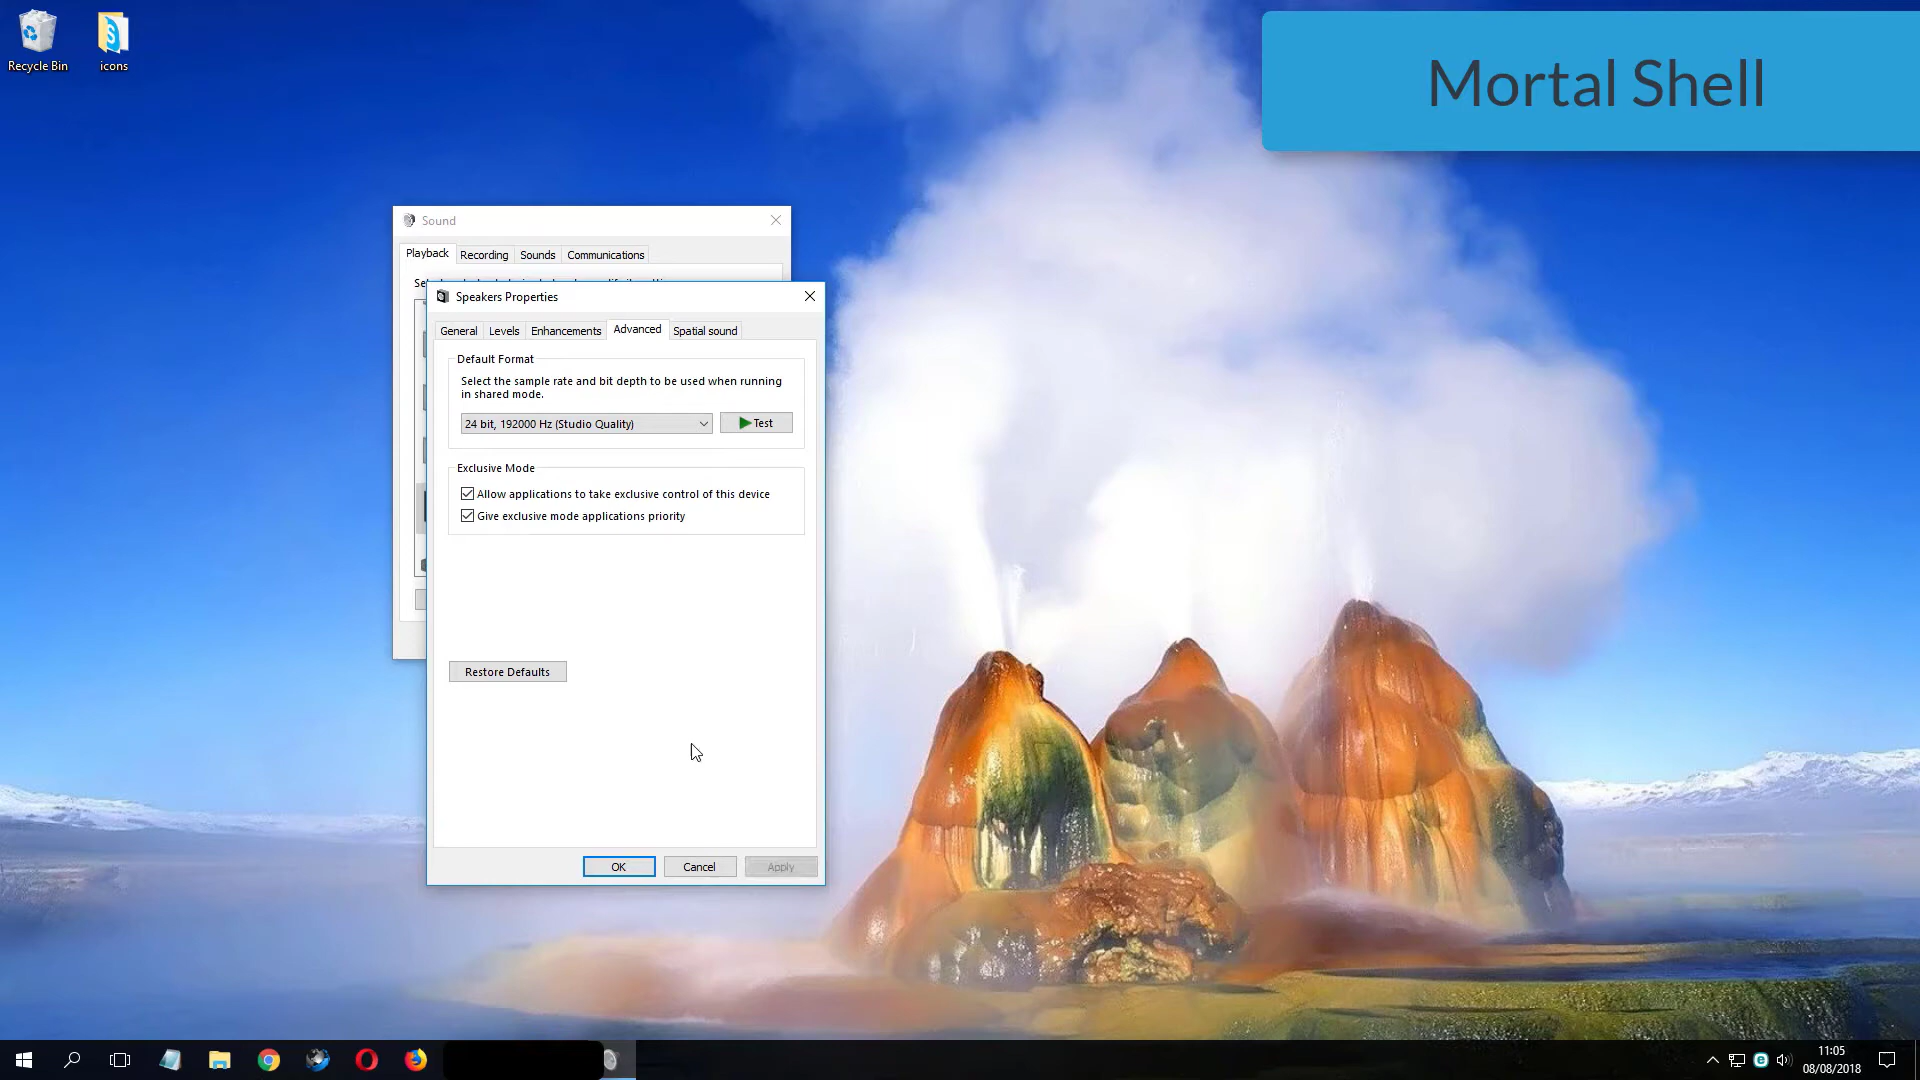 Recycle Bin
icons
Mortal Shell
Sound
Playback
Recording
Sounds
Communications
Speakers Properties
General
Levels
Enhancements
Advanced
Spatial sound
Default Format
Select the sample rate and bit depth to be used when running
in shared mode.
24 bit, 192000 Hz (Studio Quality)
Test
Exclusive Mode
Allow applications to take exclusive control of this device
Give exclusive mode applications priority
Restore Defaults
OK
Cancel
Apply
11:05
08/08/2018